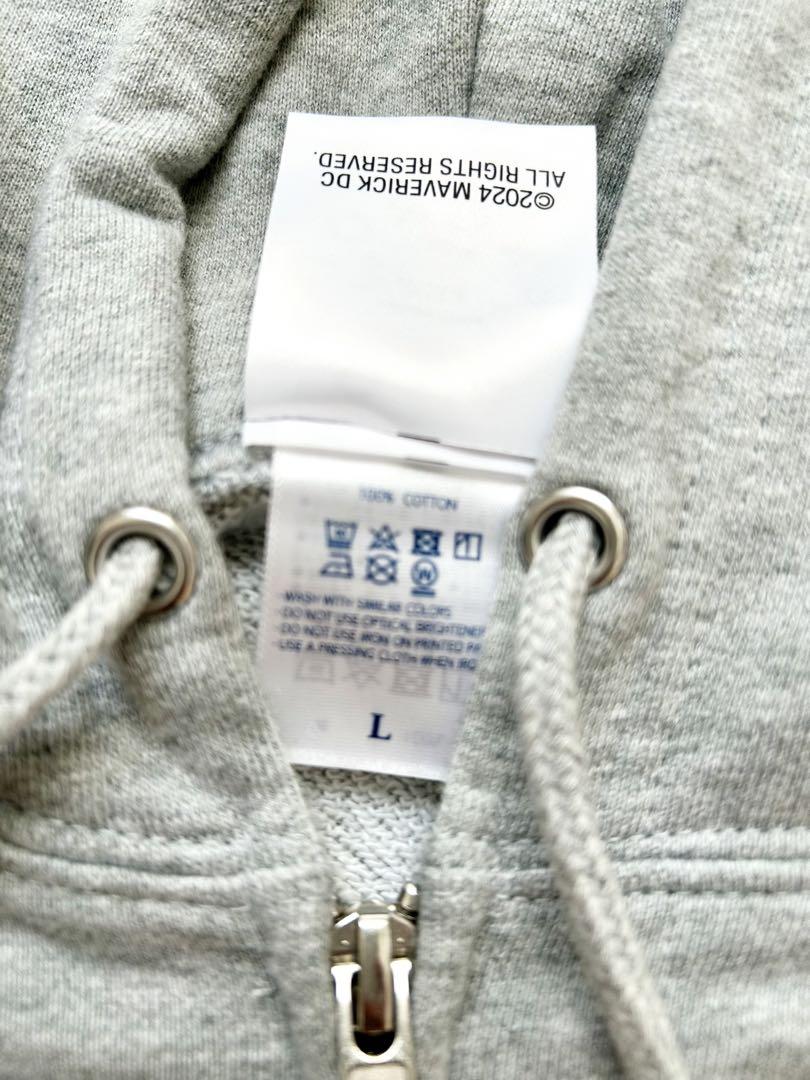 ©2024 MAVERICK DC
ALL RIGHTS RESERVED.
100% COTTON
W
-WASH WITH SIMILAR COLORS
-DO NOT USE OPTICAL BRIGHTENE
-DO NOT USE IRON ON PRINTED
-USE A PRESSING CLOTH WHEN
L